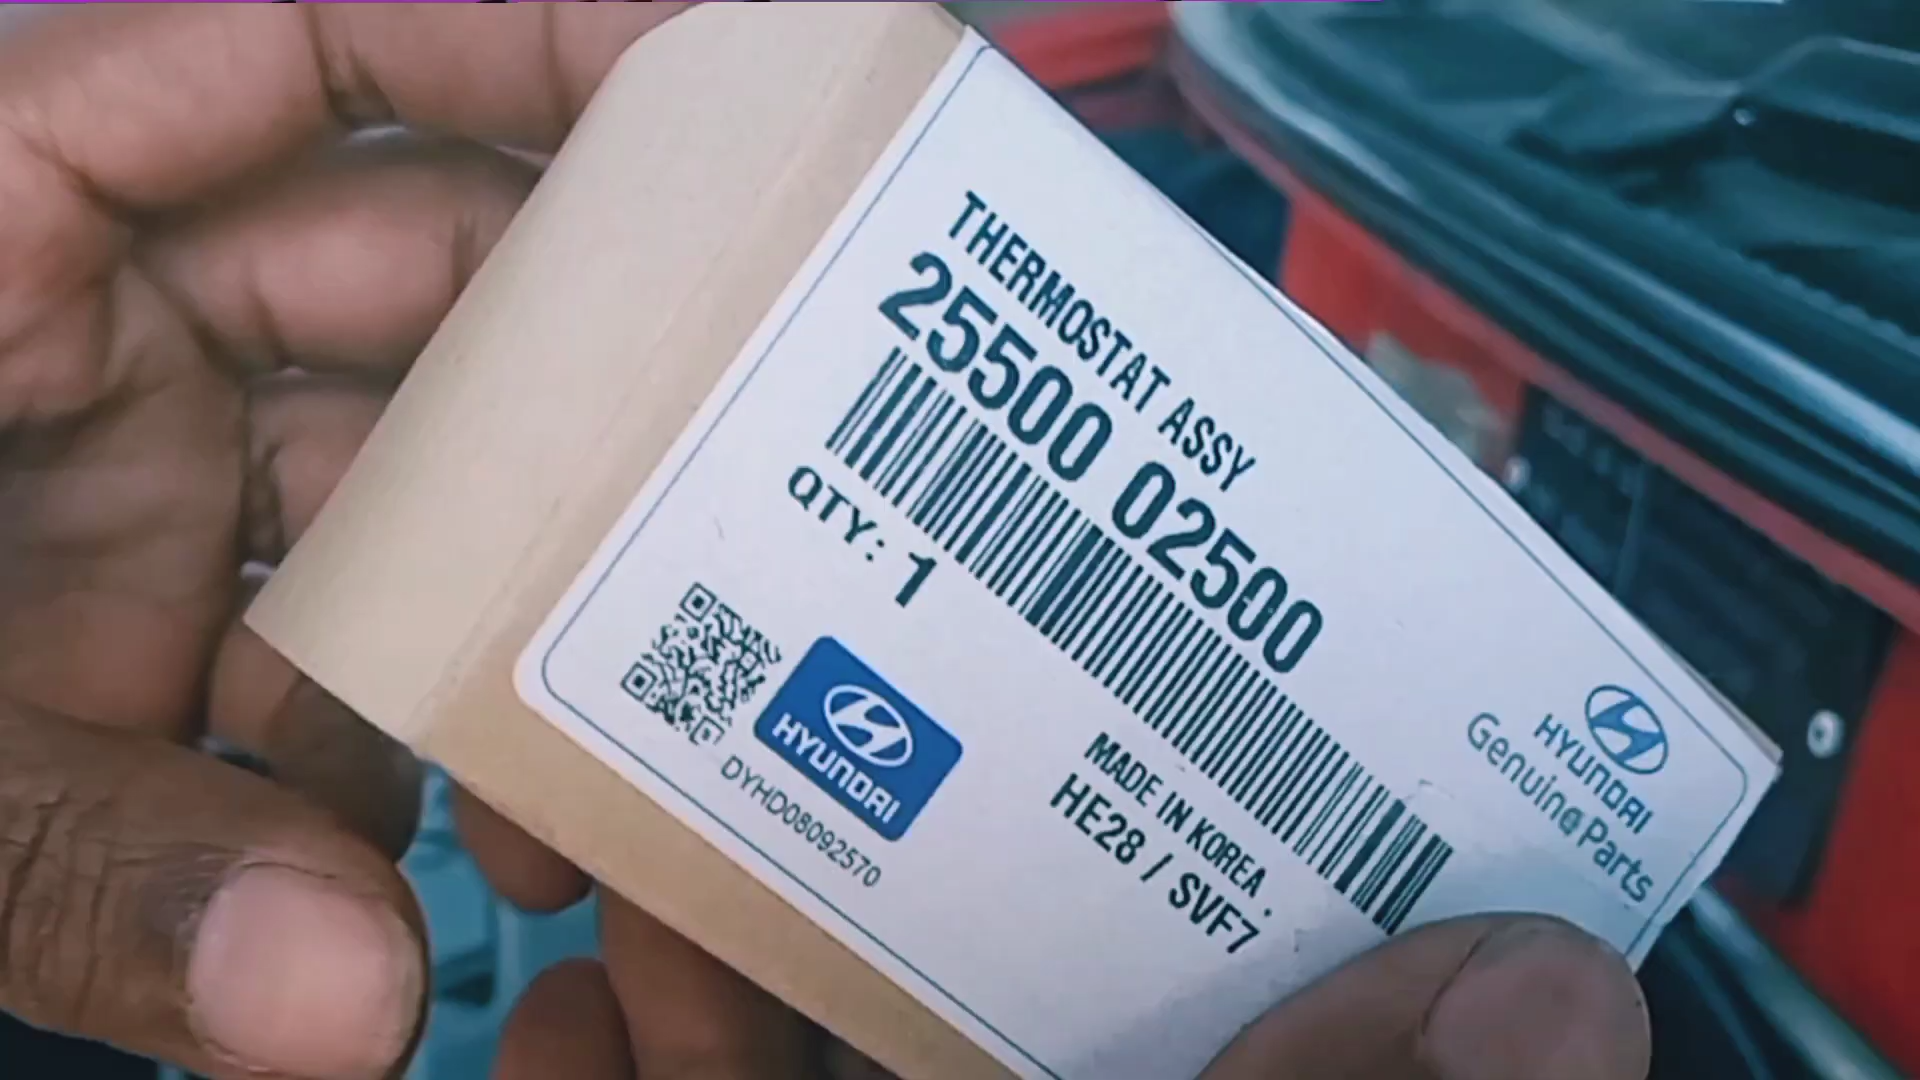 THERMOSTAT ASSY
25500 02500
QTY: 1
HYUNDAI
DYHD08092570
MADE IN KOREA .
HE28 / SVF7
HYUNDAI
Genuine Parts